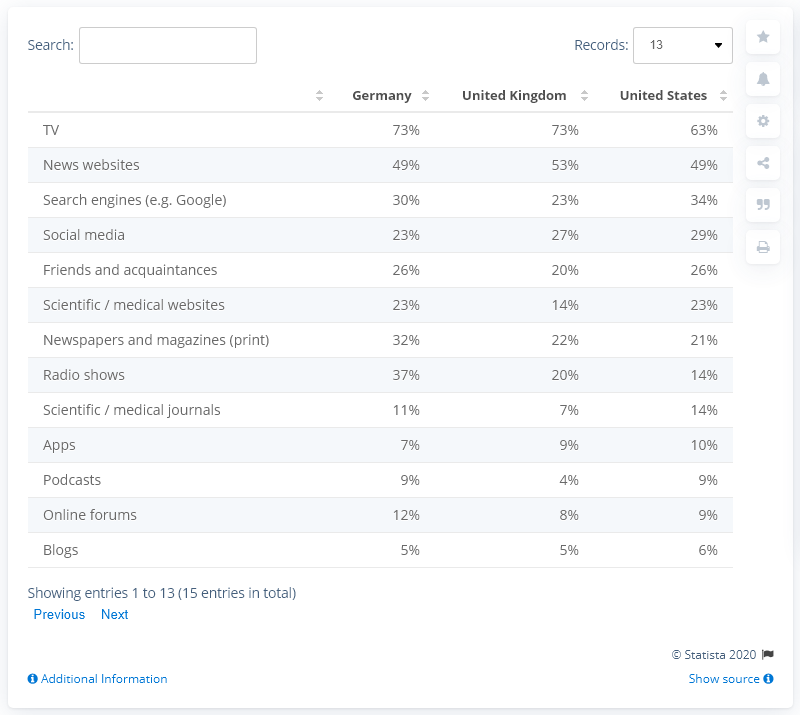 Search:
Records: 13
Germany United Kingdom United States
TV 73% 73% 63%
News websites 49% 53% 49%
Search engines (e.g. Google) 30% 23% 34%
Social media 23% 27% 29%
Friends and acquaintances 26% 20% 26%
Scientific / medical websites 23% 14% 23%
Newspapers and magazines (print) 32% 22% 21%
Radio shows 37% 20% 14%
Scientific / medical journals 11% 7% 14%
Apps 7% 9% 10%
Podcasts 9% 4% 9%
Online forums 12% 8% 9%
Blogs 5% 5% 6%
Showing entries 1 to 13 (15 entries in total)
Previous Next
© Statista 2020
Additional Information Show source